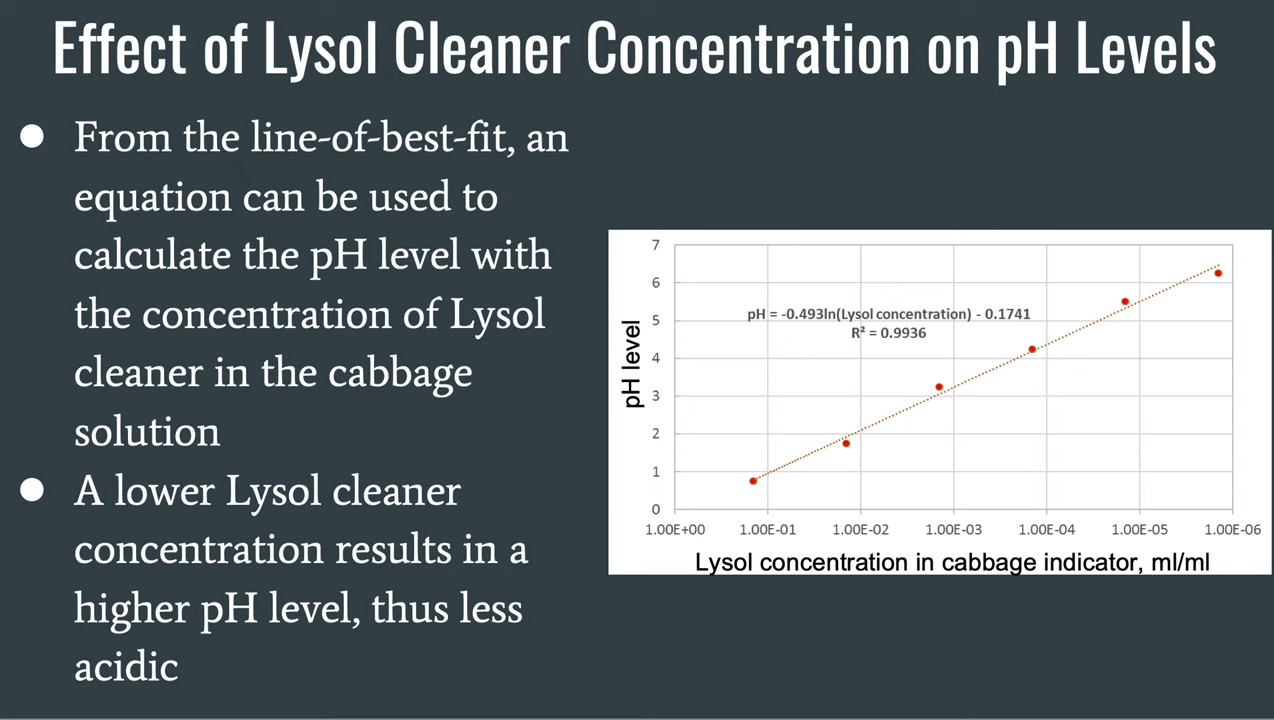 Effect of Lysol Cleaner Concentration on pH Levels
● From the line-of-best-fit, an
equation can be used to
calculate the pH level with
the concentration of Lysol
cleaner in the cabbage
solution
● A lower Lysol cleaner
concentration results in a
higher pH level, thus less
acidic
pH level
7
6
5
4
3
2
1
0
pH = -0.493ln(Lysol concentration) - 0.1741
R² = 0.9936
1.00E+00 1.00E-01 1.00E-02 1.00E-03 1.00E-04 1.00E-05 1.00E-06
Lysol concentration in cabbage indicator, ml/ml